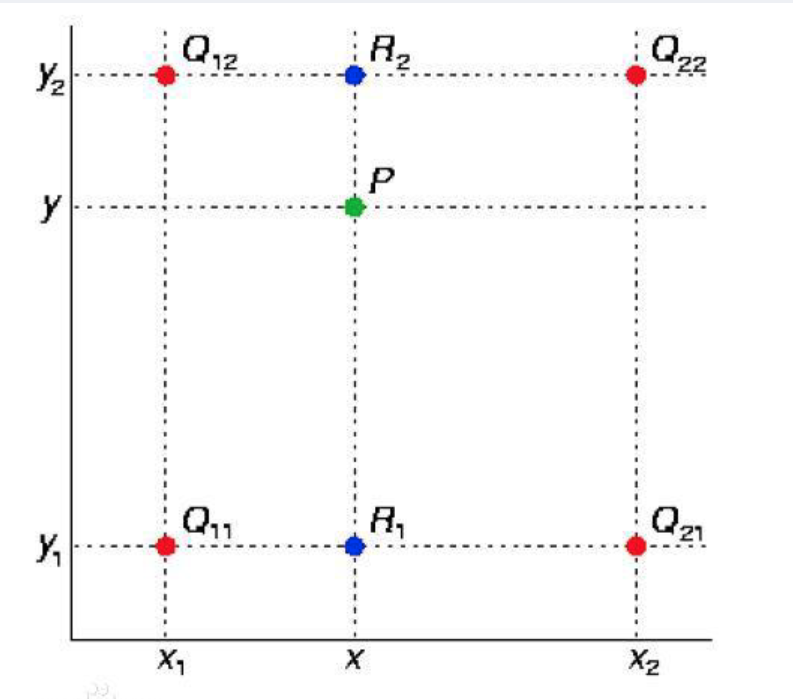 Q₁₂ R₂ Q₂₂
y₂
P
y
Q₁₁ R₁ Q₂₁
y₁
x₁ x x₂